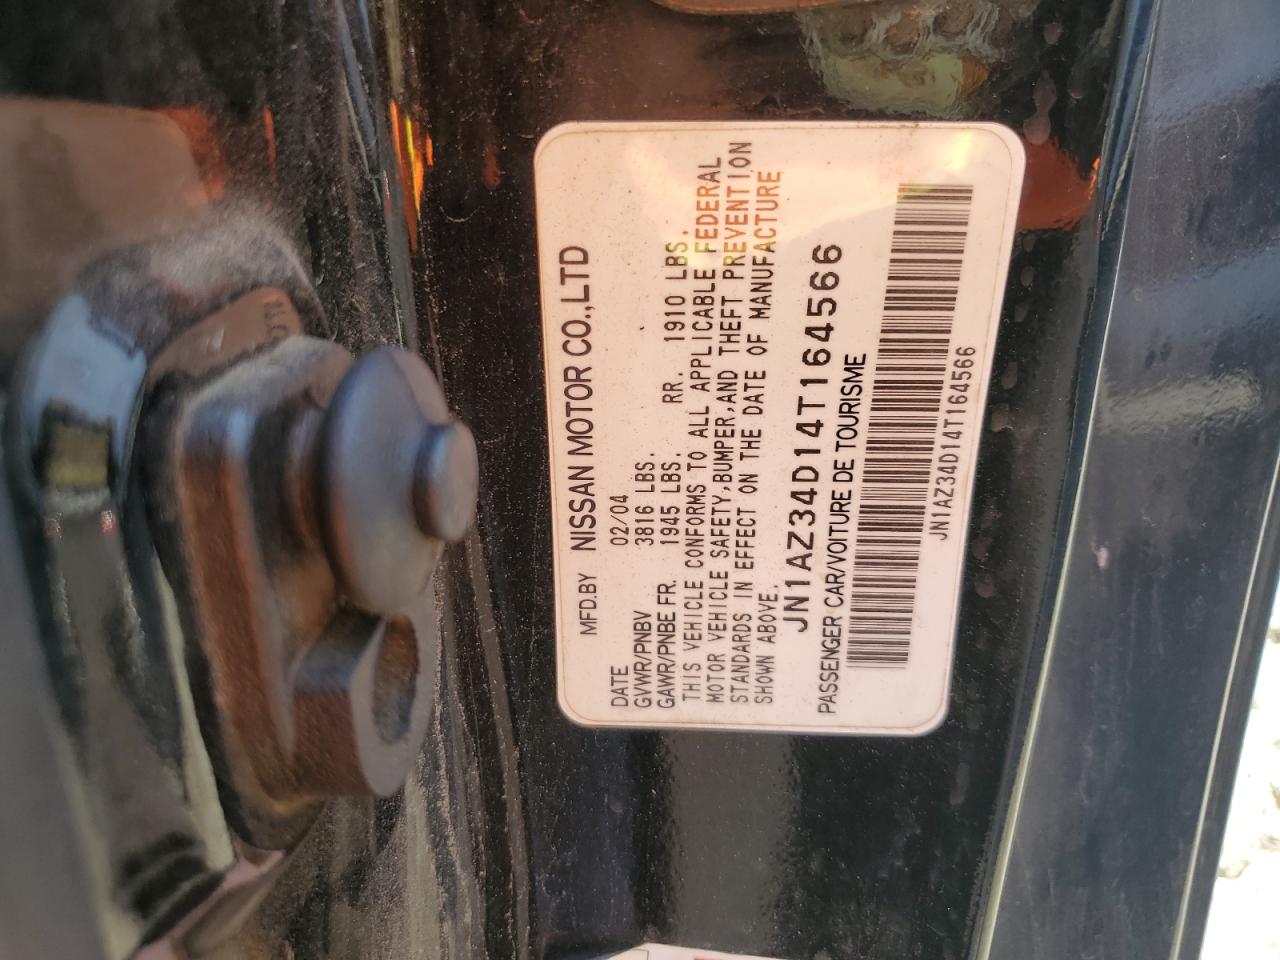 MFD.BY NISSAN MOTOR CO.,LTD
DATE 02/04
GVWR/PNBV 3816 LBS.
GAWR/PNBE FR. 1945 LBS. RR. 1910 LBS.
THIS VEHICLE CONFORMS TO ALL APPLICABLE FEDERAL
MOTOR VEHICLE SAFETY,BUMPER,AND THEFT PREVENTION
STANDARDS IN EFFECT ON THE DATE OF MANUFACTURE
SHOWN ABOVE.
JN1AZ34D14T164566
PASSENGER CAR/VOITURE DE TOURISME
JN1AZ34D14T164566